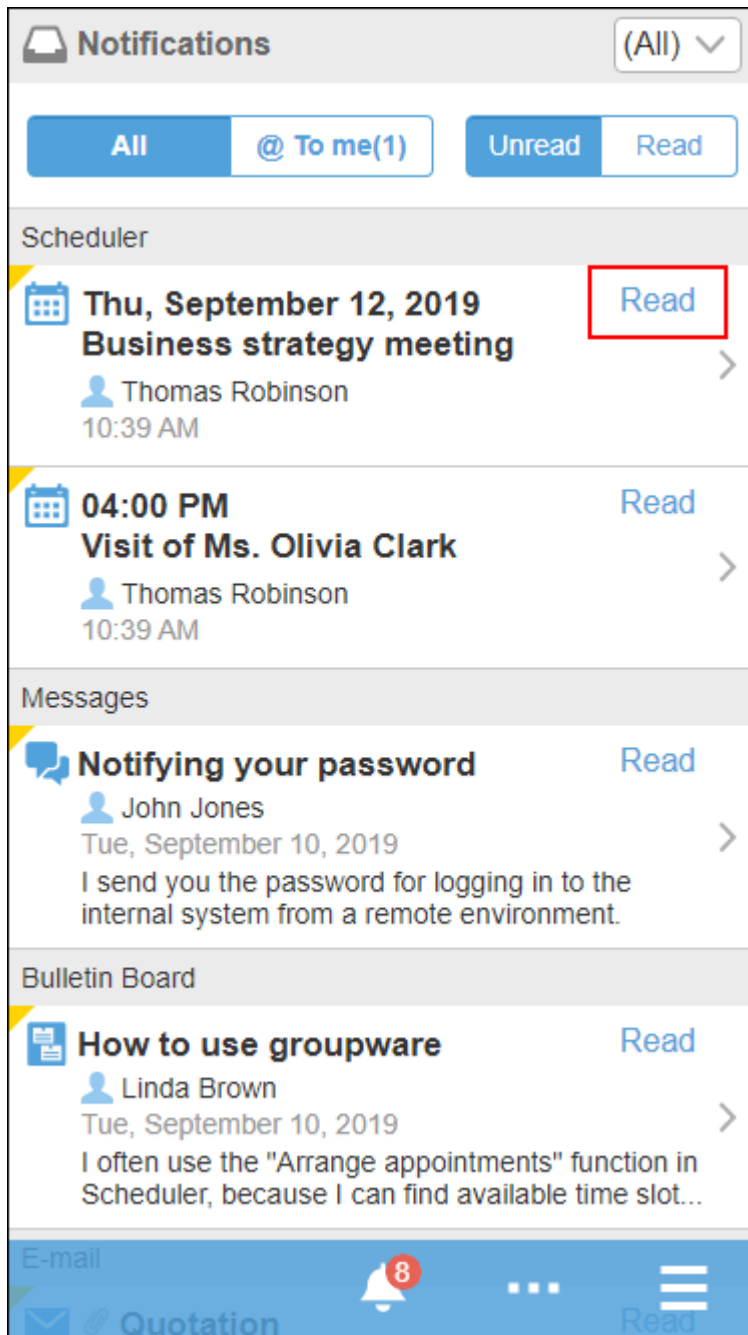 Notifications (All)
All @ To me(1) Unread Read
Scheduler
Thu, September 12, 2019 Read
Business strategy meeting
Thomas Robinson
10:39 AM
04:00 PM Read
Visit of Ms. Olivia Clark
Thomas Robinson
10:39 AM
Messages
Notifying your password Read
John Jones
Tue, September 10, 2019
I send you the password for logging in to the
internal system from a remote environment.
Bulletin Board
How to use groupware Read
Linda Brown
Tue, September 10, 2019
I often use the "Arrange appointments" function in
Scheduler, because I can find available time slot...
E-mail
8
Quotation Read